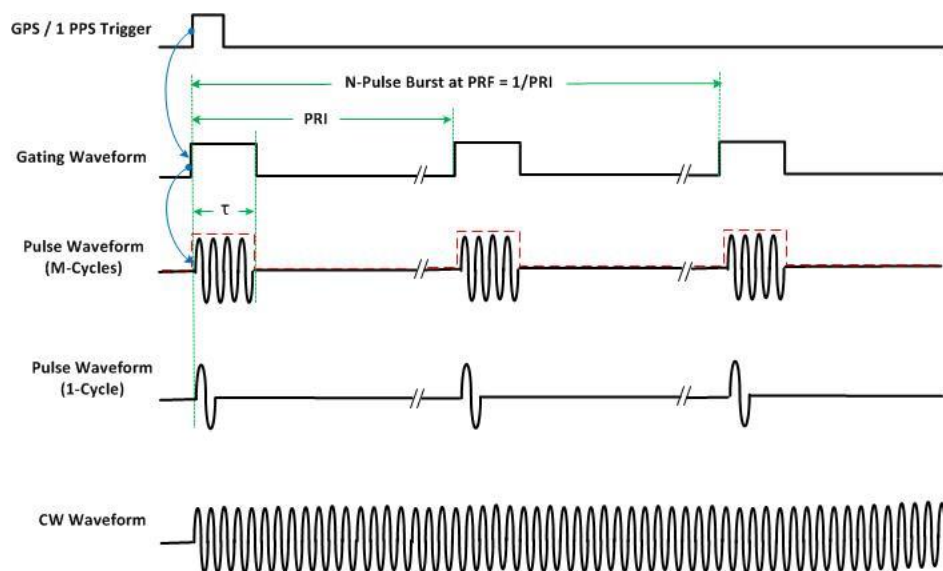 GPS / 1 PPS Trigger
N-Pulse Burst at PRF = 1/PRI
PRI
Gating Waveform
τ
Pulse Waveform
(M-Cycles)
Pulse Waveform
(1-Cycle)
CW Waveform